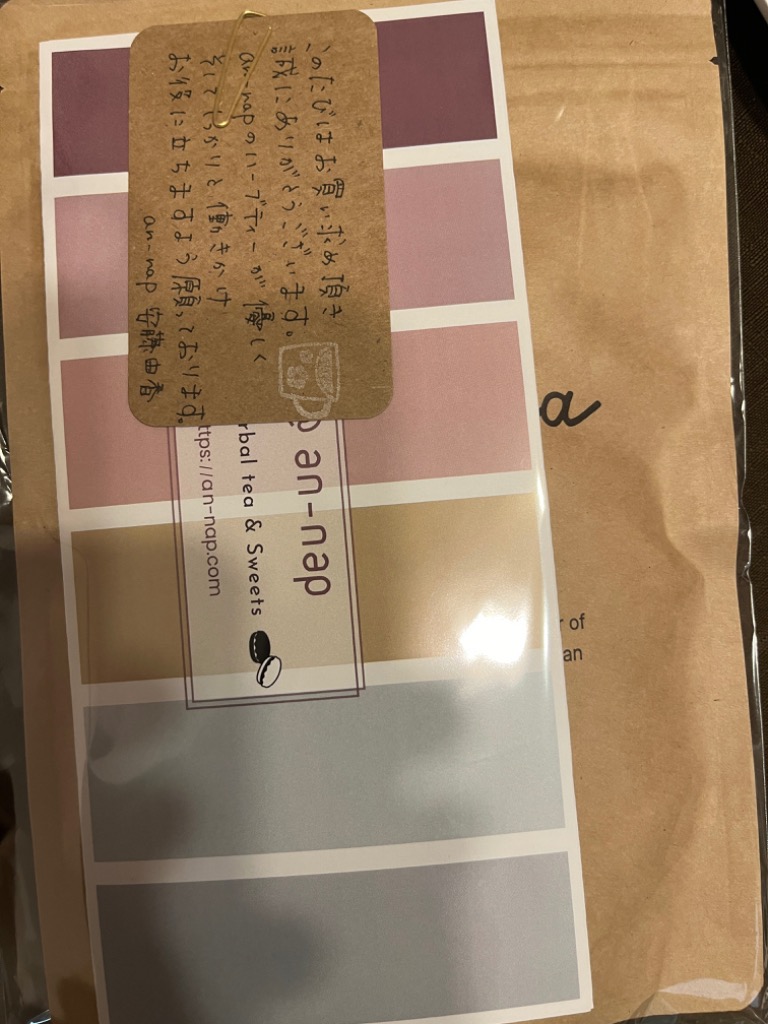 このたびはお買い求め頂き
誠にありがとうございます。
an-napのハーブティーが優しく
そしてしっかりと働きかけ
お役に立ちますよう願っております。
an-nap 安藤由香
an-nap
rbal tea & Sweets
ttps://an-nap.com
a
r of
an